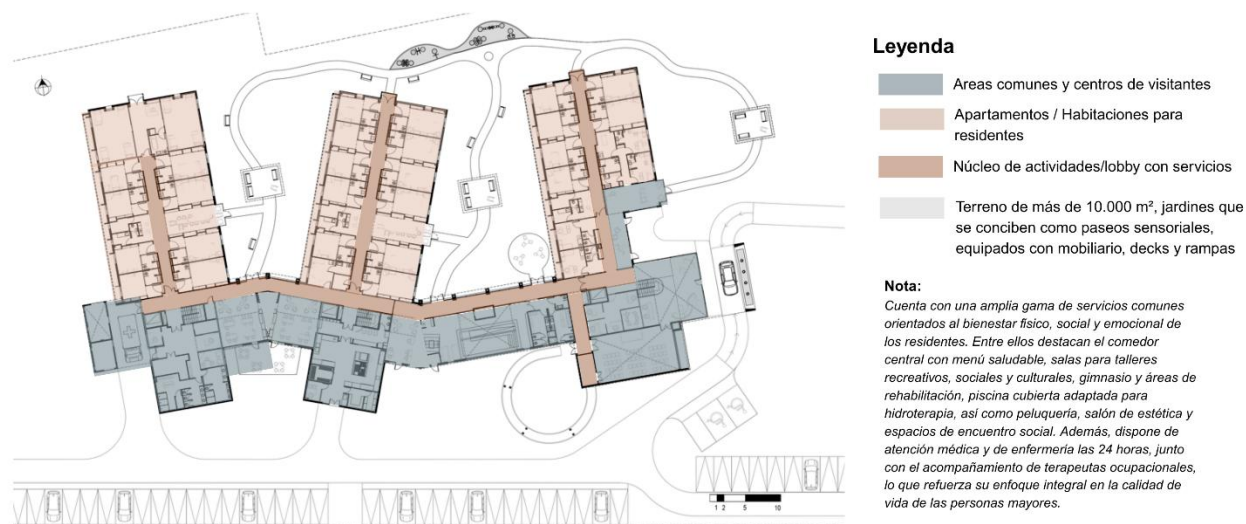 Leyenda
Areas comunes y centros de visitantes
Apartamentos / Habitaciones para
residentes
Núcleo de actividades/lobby con servicios
Terreno de más de 10.000 m², jardines que
se conciben como paseos sensoriales,
equipados con mobiliario, decks y rampas
Nota:
Cuenta con una amplia gama de servicios comunes
orientados al bienestar físico, social y emocional de
los residentes. Entre ellos destacan el comedor
central con menú saludable, salas para talleres
recreativos, sociales y culturales, gimnasio y áreas de
rehabilitación, piscina cubierta adaptada para
hidroterapia, así como peluquería, salón de estética y
espacios de encuentro social. Además, dispone de
atención médica y de enfermería las 24 horas, junto
con el acompañamiento de terapeutas ocupacionales,
lo que refuerza su enfoque integral en la calidad de
vida de las personas mayores.
1 2 5 10